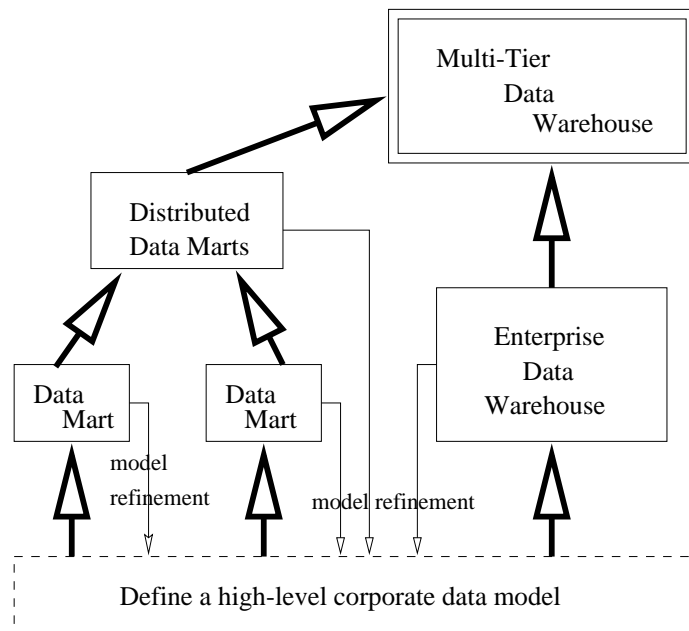 Multi-Tier
Data
Warehouse
Distributed
Data Marts
Enterprise
Data
Warehouse
Data
Mart
Data
Mart
model
refinement
model refinement
Define a high-level corporate data model